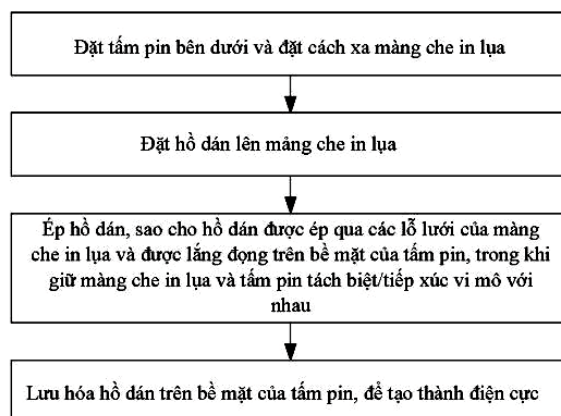 Đặt tấm pin bên dưới và đặt cách xa màng che in lụa
Đặt hồ dán lên mảng che in lụa
Ép hồ dán, sao cho hồ dán được ép qua các lỗ lưới của màng
che in lụa và được lắng đọng trên bề mặt của tấm pin, trong khi
giữ màng che in lụa và tấm pin tách biệt/tiếp xúc vi mô với
nhau
Lưu hóa hồ dán trên bề mặt của tấm pin, để tạo thành điện cực